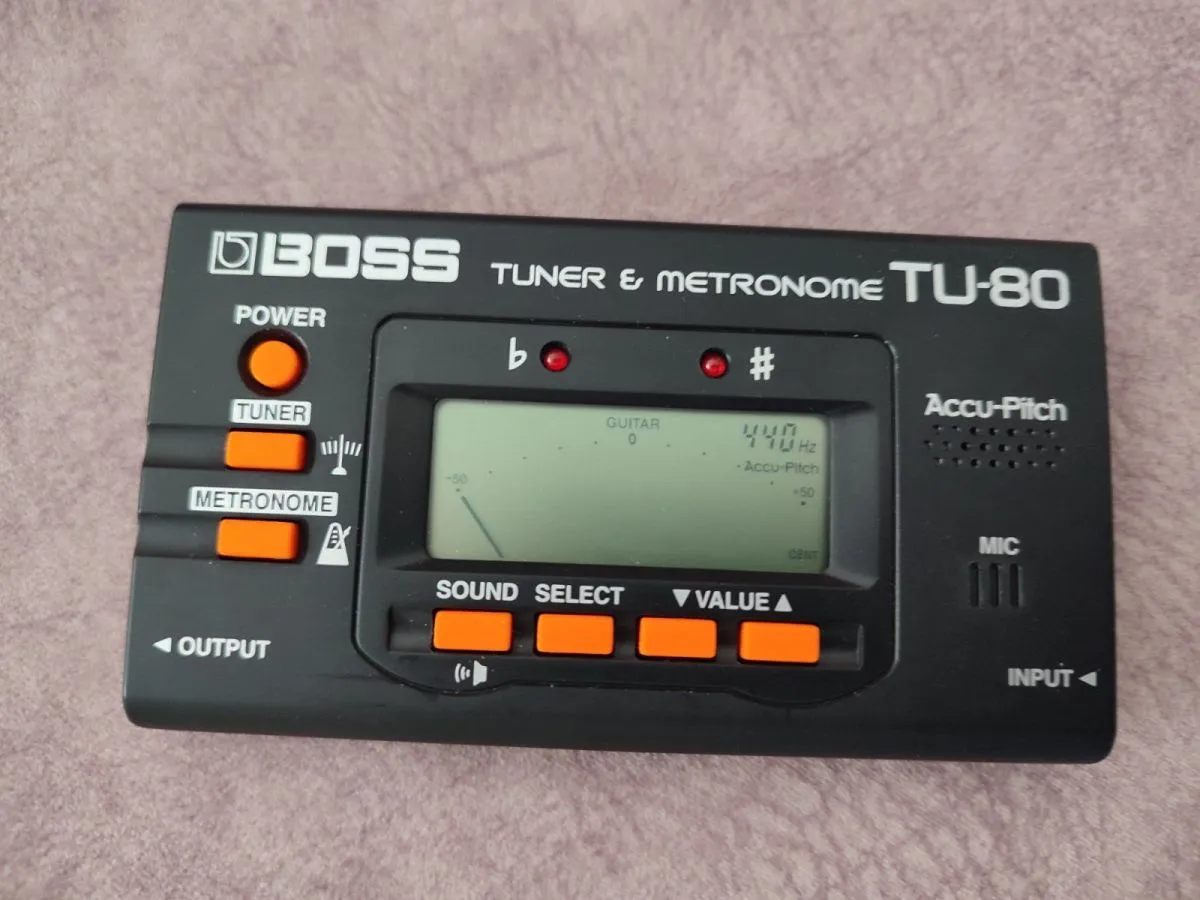 BOSS
TUNER & METRONOME TU-80
POWER
TUNER
METRONOME
♭
♯
GUITAR
0
440 Hz
-Accu-Pitch
-50
+50
CENT
Accu-Pitch
MIC
SOUND SELECT ▼VALUE▲
◄ OUTPUT
INPUT ◄